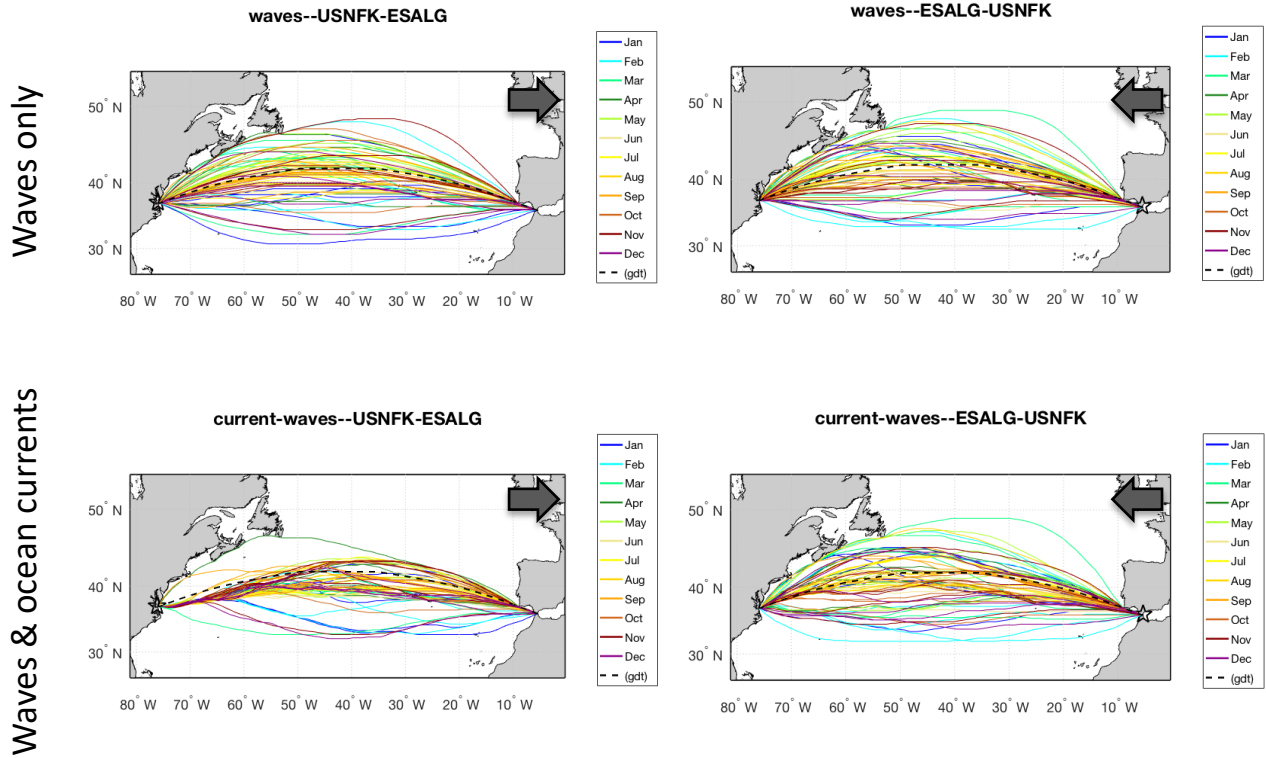 Waves only
waves--USNFK-ESALG
50° N
40° N
30° N
80° W 70° W 60° W 50° W 40° W 30° W 20° W 10° W
Jan
Feb
Mar
Apr
May
Jun
Jul
Aug
Sep
Oct
Nov
Dec
(gdt)
waves--ESALG-USNFK
50° N
40° N
30° N
80° W 70° W 60° W 50° W 40° W 30° W 20° W 10° W
Jan
Feb
Mar
Apr
May
Jun
Jul
Aug
Sep
Oct
Nov
Dec
(gdt)
Waves & ocean currents
current-waves--USNFK-ESALG
50° N
40° N
30° N
80° W 70° W 60° W 50° W 40° W 30° W 20° W 10° W
Jan
Feb
Mar
Apr
May
Jun
Jul
Aug
Sep
Oct
Nov
Dec
(gdt)
current-waves--ESALG-USNFK
50° N
40° N
30° N
80° W 70° W 60° W 50° W 40° W 30° W 20° W 10° W
Jan
Feb
Mar
Apr
May
Jun
Jul
Aug
Sep
Oct
Nov
Dec
(gdt)